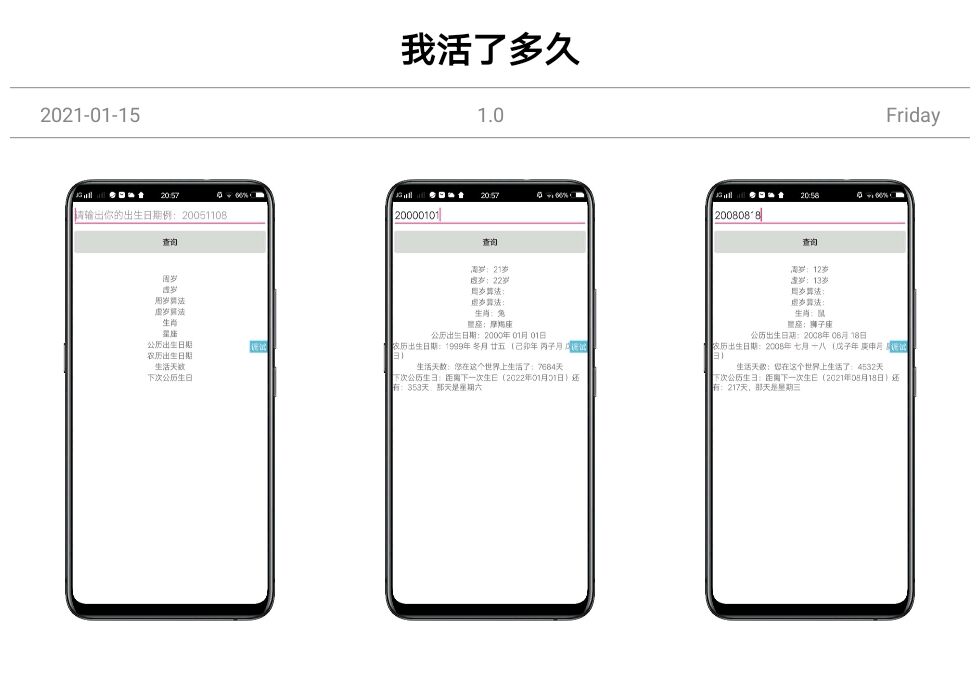 我活了多久
2021-01-15 1.0 Friday
20:57 66%
请输出你的出生日期例：20051108
查询
周岁
虚岁
周岁算法
虚岁算法
生肖
星座
公历出生日期
农历出生日期
生活天数
下次公历生日
调试
20:57 66%
20000101
查询
周岁：21岁
虚岁：22岁
周岁算法：
虚岁算法：
生肖：兔
星座：摩羯座
公历出生日期：2000年 01月 01日
农历出生日期：1999年 冬月 廿五（己卯年 丙子月
日）
调试
生活天数：您在这个世界上生活了：7684天
下次公历生日：距离下一次生日（2022年01月01日）还
有：353天，那天是星期六
20:58 66%
20080818
查询
周岁：12岁
虚岁：13岁
周岁算法：
虚岁算法：
生肖：鼠
星座：狮子座
公历出生日期：2008年 08月 18日
农历出生日期：2008年 七月 一八（戊子年 庚申月
日）
调试
生活天数：您在这个世界上生活了：4532天
下次公历生日：距离下一次生日（2021年08月18日）还
有：217天，那天是星期三